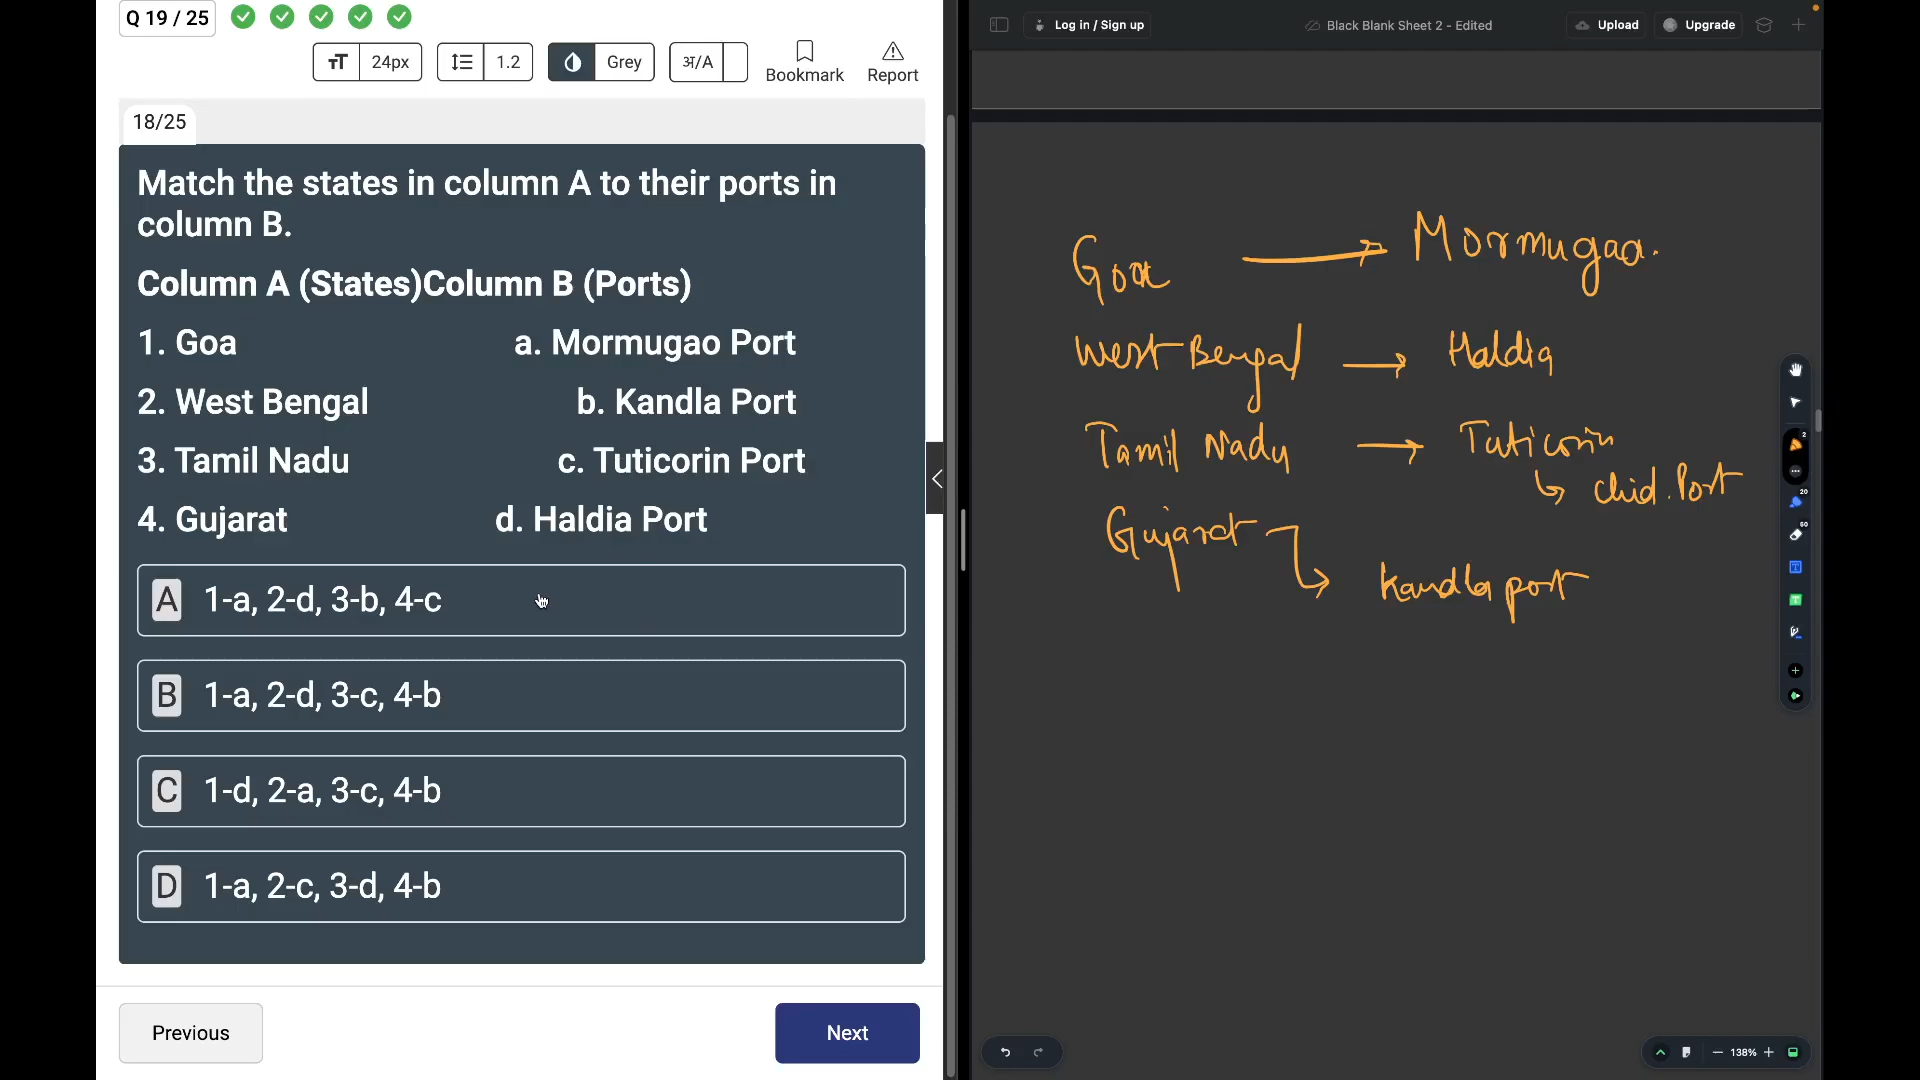 Q 19 / 25
24px 1.2 Grey अ/A Bookmark Report
18/25
Match the states in column A to their ports in
column B.
Column A (States)Column B (Ports)
1. Goa a. Mormugao Port
2. West Bengal b. Kandla Port
3. Tamil Nadu c. Tuticorin Port
4. Gujarat d. Haldia Port
A 1-a, 2-d, 3-b, 4-c
B 1-a, 2-d, 3-c, 4-b
C 1-d, 2-a, 3-c, 4-b
D 1-a, 2-c, 3-d, 4-b
Previous Next
Log in / Sign up Black Blank Sheet 2 - Edited Upload Upgrade
Goa → Mormugaa.
West Bengal → Haldia
Tamil Nadu → Tuticorin
↳ Chid. Port
Gujarat
↳ Kandla port
2
20
50
138%